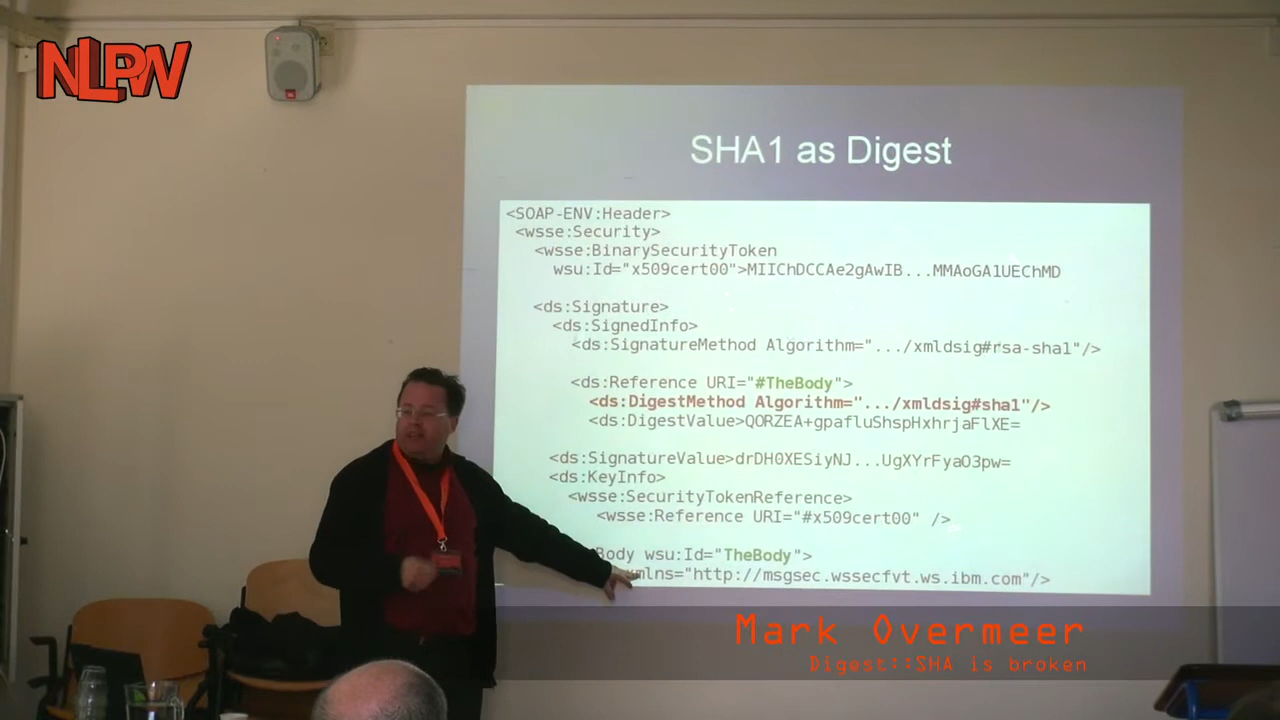 NLPW
SHA1 as Digest
<SOAP-ENV:Header>
<wsse:Security>
<wsse:BinarySecurityToken
wsu:Id="x509cert00">MIIChDCCAe2gAwIB...MMAoGA1UEChMD
<ds:Signature>
<ds:SignedInfo>
<ds:SignatureMethod Algorithm=".../xmldsig#rsa-sha1"/>
<ds:Reference URI="#TheBody">
<ds:DigestMethod Algorithm=".../xmldsig#sha1"/>
<ds:DigestValue>QORZEA+gpafluShspHxhrjaFlXE=
<ds:SignatureValue>drDH0XESiyNJ...UgXYrFyaO3pw=
<ds:KeyInfo>
<wsse:SecurityTokenReference>
<wsse:Reference URI="#x509cert00" />
Body wsu:Id="TheBody">
xmlns="http://msgsec.wssecfvt.ws.ibm.com"/>
Mark Overmeer
Digest::SHA is broken